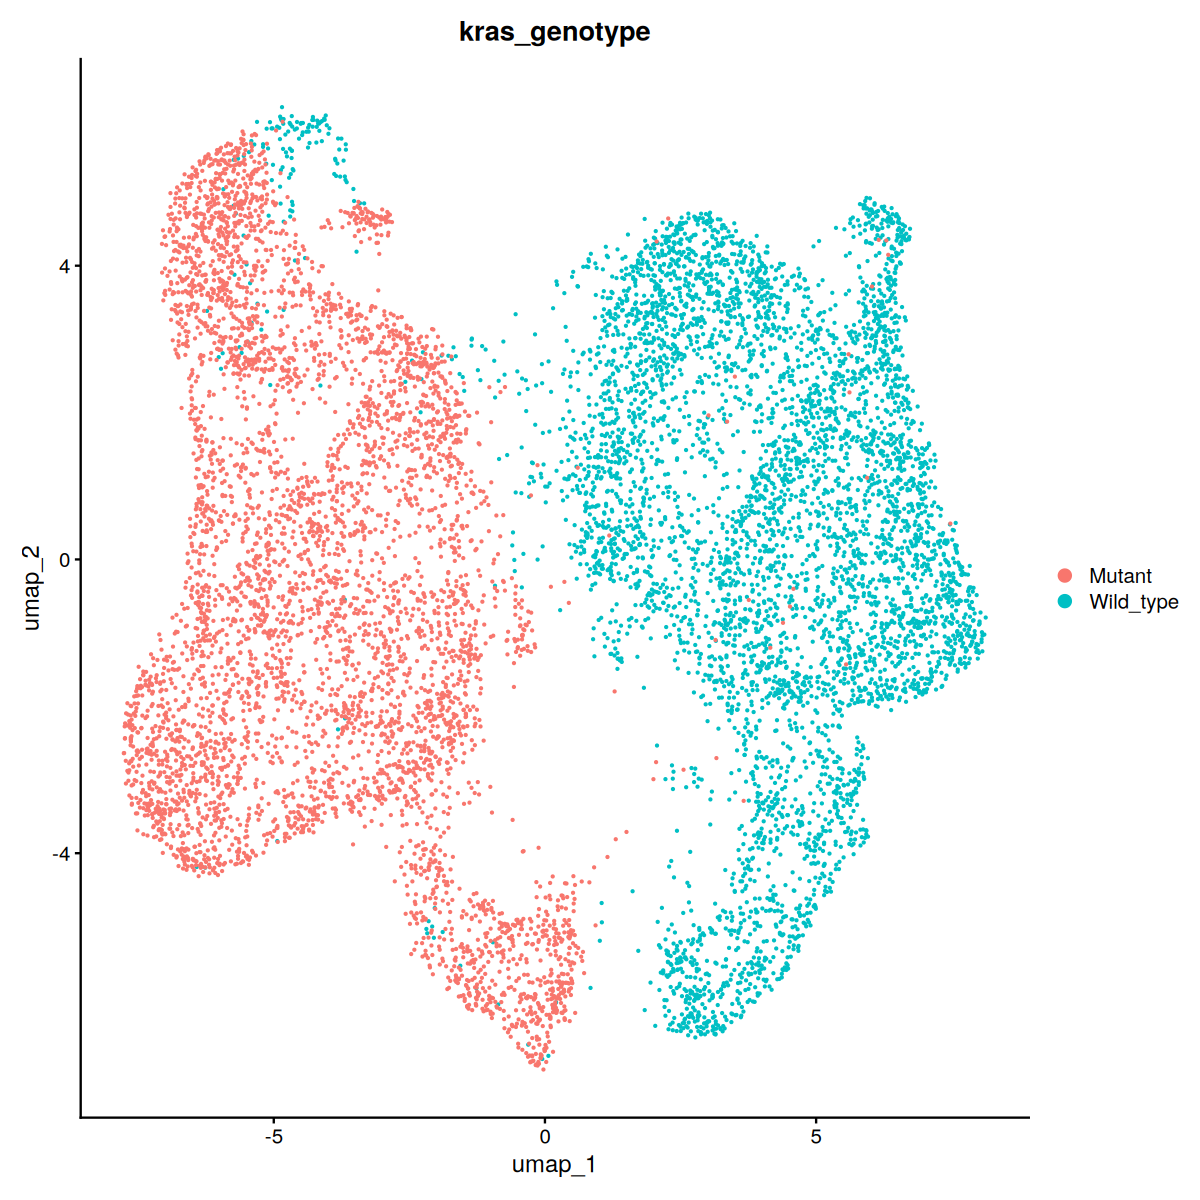 kras_genotype
umap_2
4
0
-4
-5
0
5
umap_1
Mutant
Wild_type